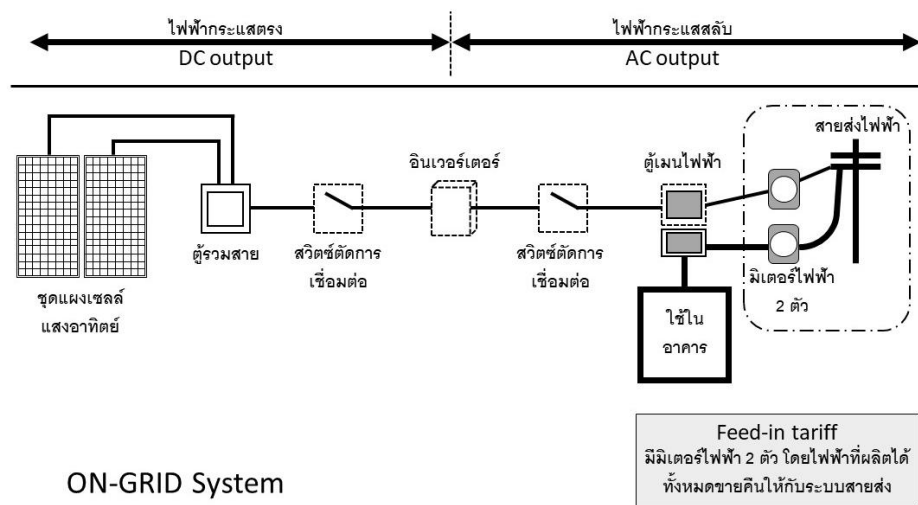 ไฟฟ้ากระแสตรง
DC output
ไฟฟ้ากระแสสลับ
AC output
ชุดแผงเซลล์
แสงอาทิตย์
ตู้รวมสาย
สวิตซ์ตัดการ
เชื่อมต่อ
อินเวอร์เตอร์
สวิตซ์ตัดการ
เชื่อมต่อ
ตู้เมนไฟฟ้า
ใช้ใน
อาคาร
สายส่งไฟฟ้า
มิเตอร์ไฟฟ้า
2 ตัว
Feed-in tariff
มีมิเตอร์ไฟฟ้า 2 ตัว โดยไฟฟ้าที่ผลิตได้
ทั้งหมดขายคืนให้กับระบบสายส่ง
ON-GRID System